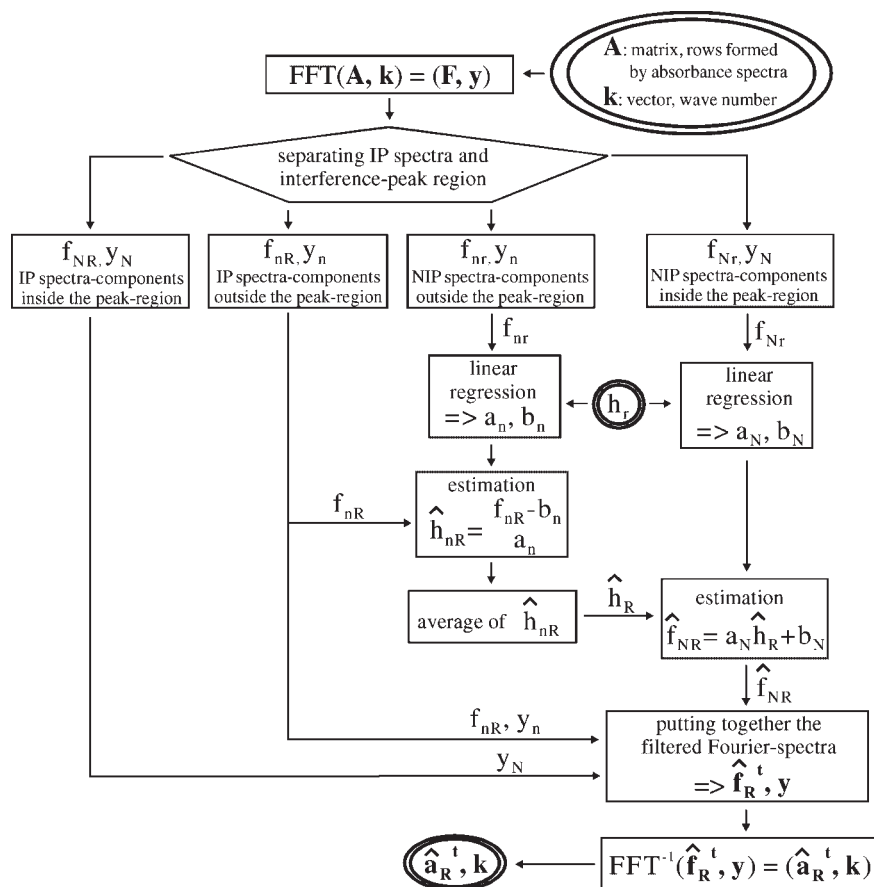 A: matrix, rows formed
by absorbance spectra
k: vector, wave number
FFT(A, k) = (F, y)
separating IP spectra and
interference-peak region
f_NR, y_N
IP spectra-components
inside the peak-region
f_nR, y_n
IP spectra-components
outside the peak-region
f_nr, y_n
NIP spectra-components
outside the peak-region
f_Nr, y_N
NIP spectra-components
inside the peak-region
f_nr
f_Nr
linear
regression
=> a_n, b_n
h_r
linear
regression
=> a_N, b_N
f_nR
estimation
ĥ_nR = f_nR - b_n
a_n
average of ĥ_nR
ĥ_R
estimation
f̂_NR = a_N ĥ_R + b_N
f̂_NR
f_nR, y_n
y_N
putting together the
filtered Fourier-spectra
=> f̂_R^t, y
FFT^-1(f̂_R^t, y) = (â_R^t, k)
â_R^t, k